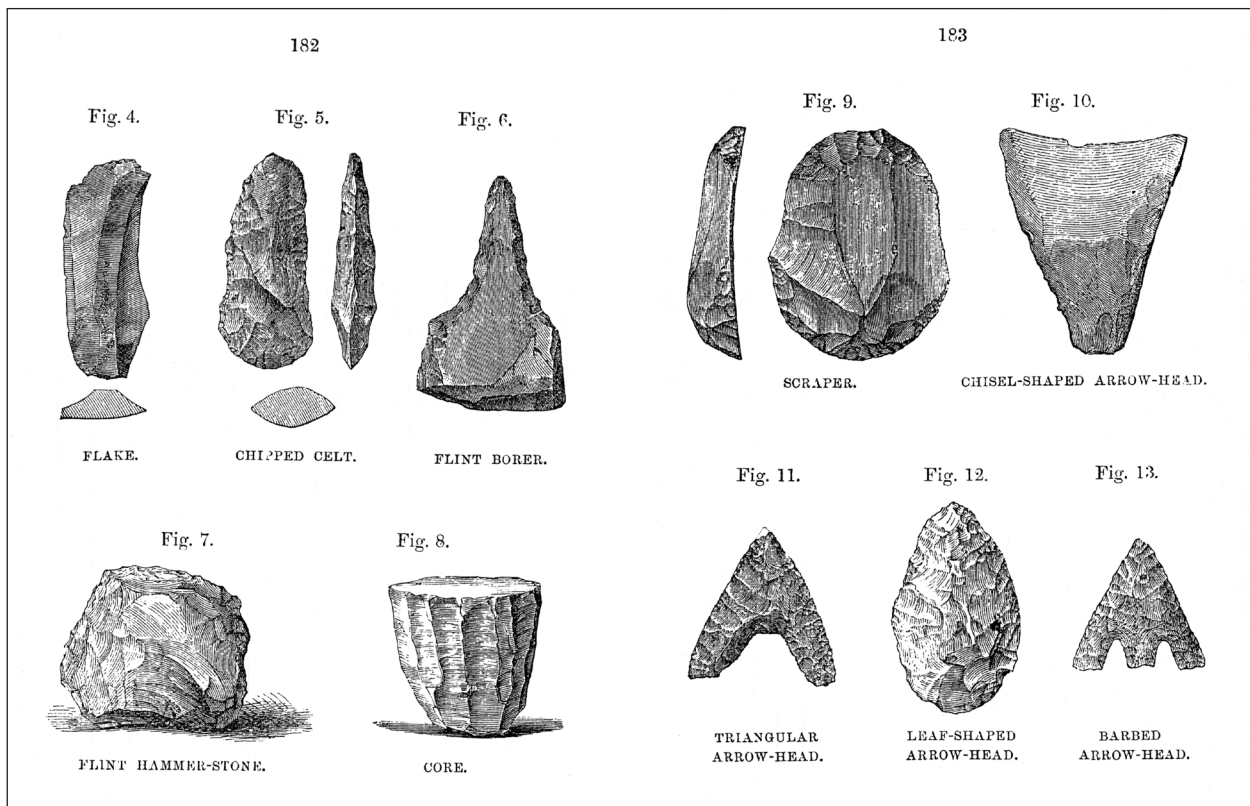 182
Fig. 4.
Fig. 5.
Fig. 6.
FLAKE.
CHIPPED CELT.
FLINT BORER.
Fig. 7.
Fig. 8.
FLINT HAMMER-STONE.
CORE.
183
Fig. 9.
Fig. 10.
SCRAPER.
CHISEL-SHAPED ARROW-HEAD.
Fig. 11.
Fig. 12.
Fig. 13.
TRIANGULAR
ARROW-HEAD.
LEAF-SHAPED
ARROW-HEAD.
BARBED
ARROW-HEAD.